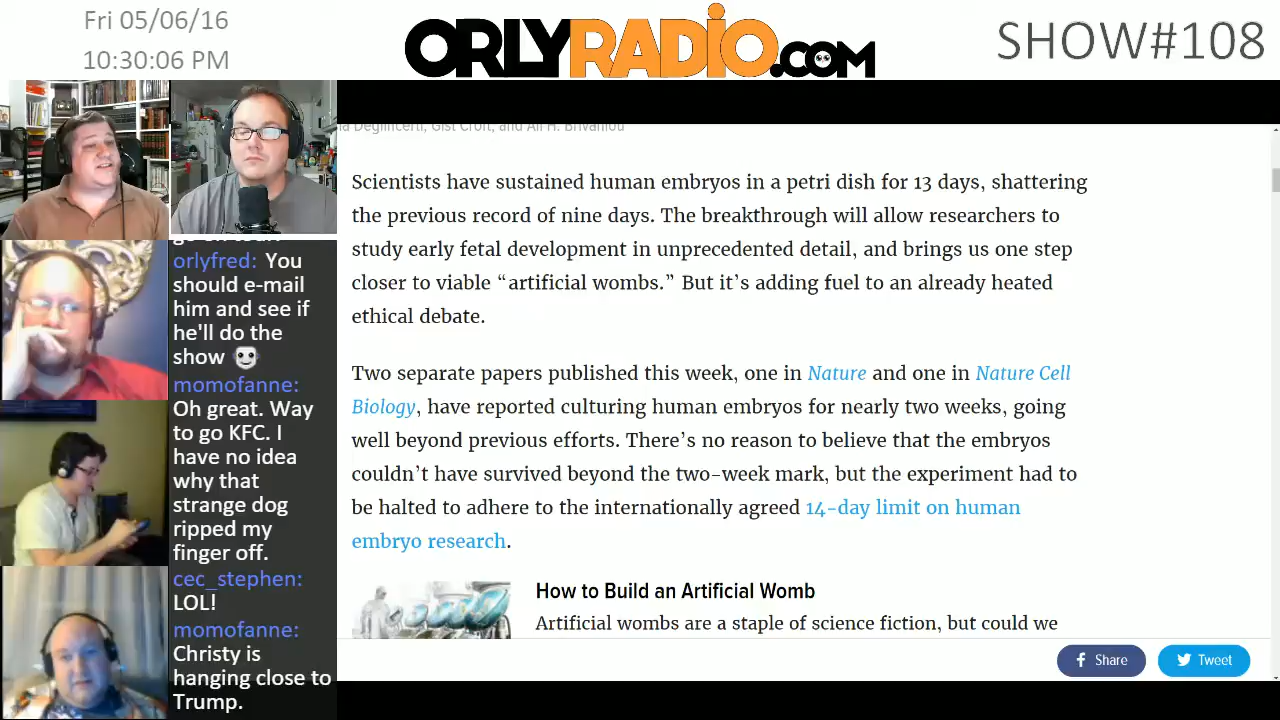 Fri 05/06/16
10:30:06 PM
ORLYRADiO.COM
SHOW#108
orlyfred: You
should e-mail
him and see if
he'll do the
show
momofanne:
Oh great. Way
to go KFC. I
have no idea
why that
strange dog
ripped my
finger off.
cec_stephen:
LOL!
momofanne:
Christy is
hanging close to
Trump.
Gist Croft, and Ali H. Brivanlou
Scientists have sustained human embryos in a petri dish for 13 days, shattering
the previous record of nine days. The breakthrough will allow researchers to
study early fetal development in unprecedented detail, and brings us one step
closer to viable “artificial wombs.” But it’s adding fuel to an already heated
ethical debate.
Two separate papers published this week, one in Nature and one in Nature Cell
Biology, have reported culturing human embryos for nearly two weeks, going
well beyond previous efforts. There’s no reason to believe that the embryos
couldn’t have survived beyond the two-week mark, but the experiment had to
be halted to adhere to the internationally agreed 14-day limit on human
embryo research.
How to Build an Artificial Womb
Artificial wombs are a staple of science fiction, but could we
Share
Tweet